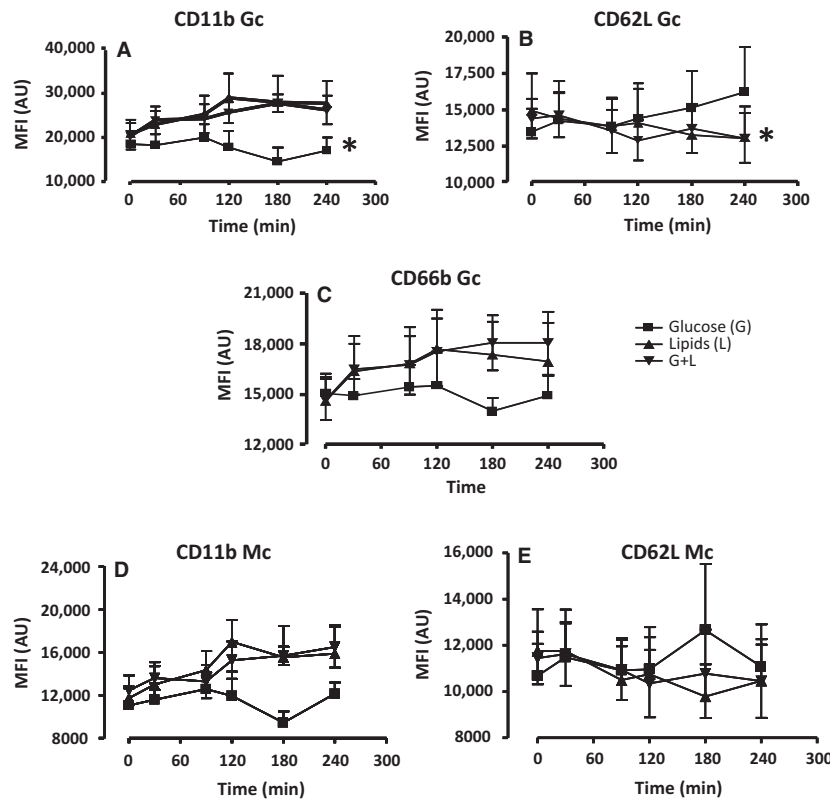 CD11b Gc
A
40,000
30,000
20,000
10,000
MFI (AU)
0 60 120 180 240 300
Time (min)
*
CD62L Gc
B
20,000
17,500
15,000
12,500
10,000
MFI (AU)
0 60 120 180 240 300
Time (min)
*
CD66b Gc
C
21,000
18,000
15,000
12,000
MFI (AU)
0 60 120 180 240 300
Time
Glucose (G)
Lipids (L)
G+L
CD11b Mc
D
24,000
20,000
16,000
12,000
8000
MFI (AU)
0 60 120 180 240 300
Time (min)
CD62L Mc
E
16,000
14,000
12,000
10,000
8000
MFI (AU)
0 60 120 180 240 300
Time (min)